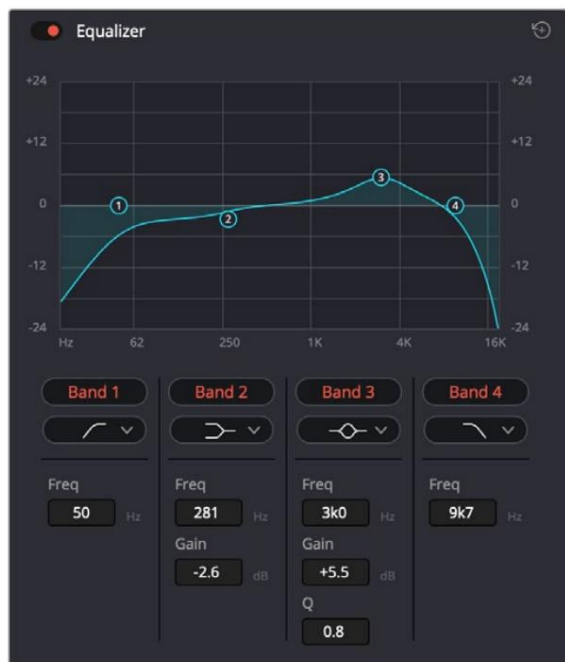 Equalizer
+24 +24
+12 +12
0 0
-12 -12
-24 -24
1 2 3 4
Hz 62 250 1K 4K 16K
Band 1 Band 2 Band 3 Band 4
Freq Freq Freq Freq
50 Hz 281 Hz 3k0 Hz 9k7 Hz
Gain Gain
-2.6 dB +5.5 dB
Q
0.8